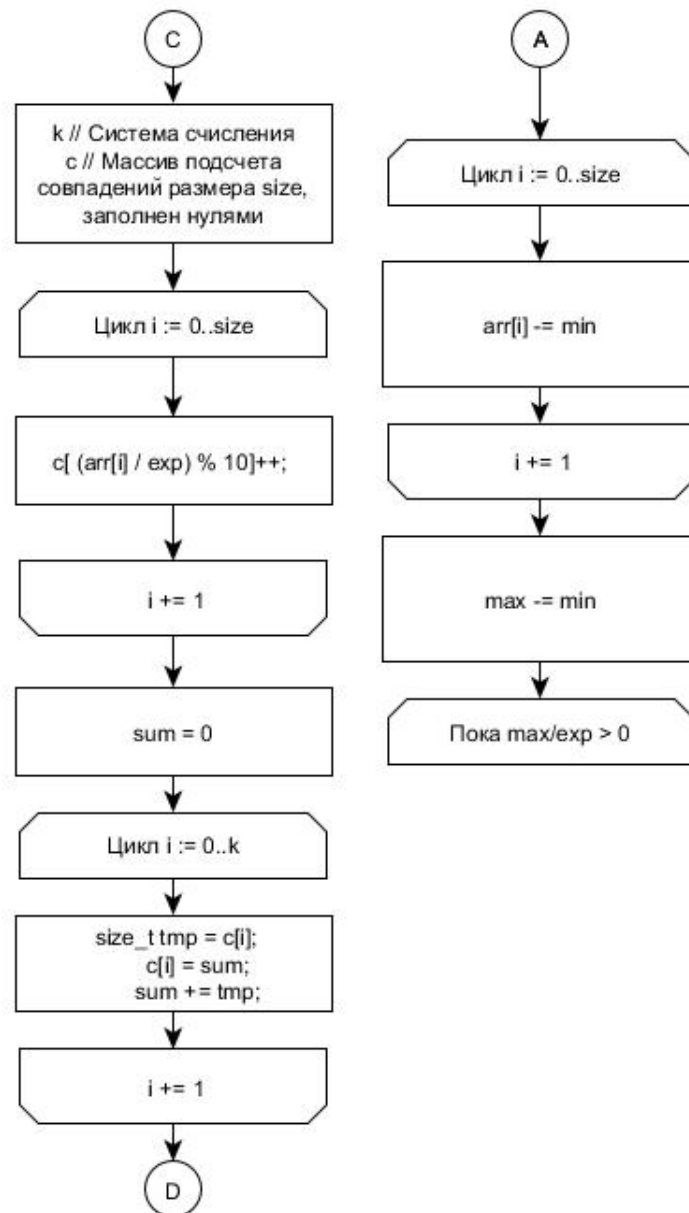 C
k // Система счисления
c // Массив подсчета
совпадений размера size,
заполнен нулями
Цикл i := 0..size
c[ (arr[i] / exp) % 10]++;
i += 1
sum = 0
Цикл i := 0..k
size_t tmp = c[i];
c[i] = sum;
sum += tmp;
i += 1
D
A
Цикл i := 0..size
arr[i] -= min
i += 1
max -= min
Пока max/exp > 0